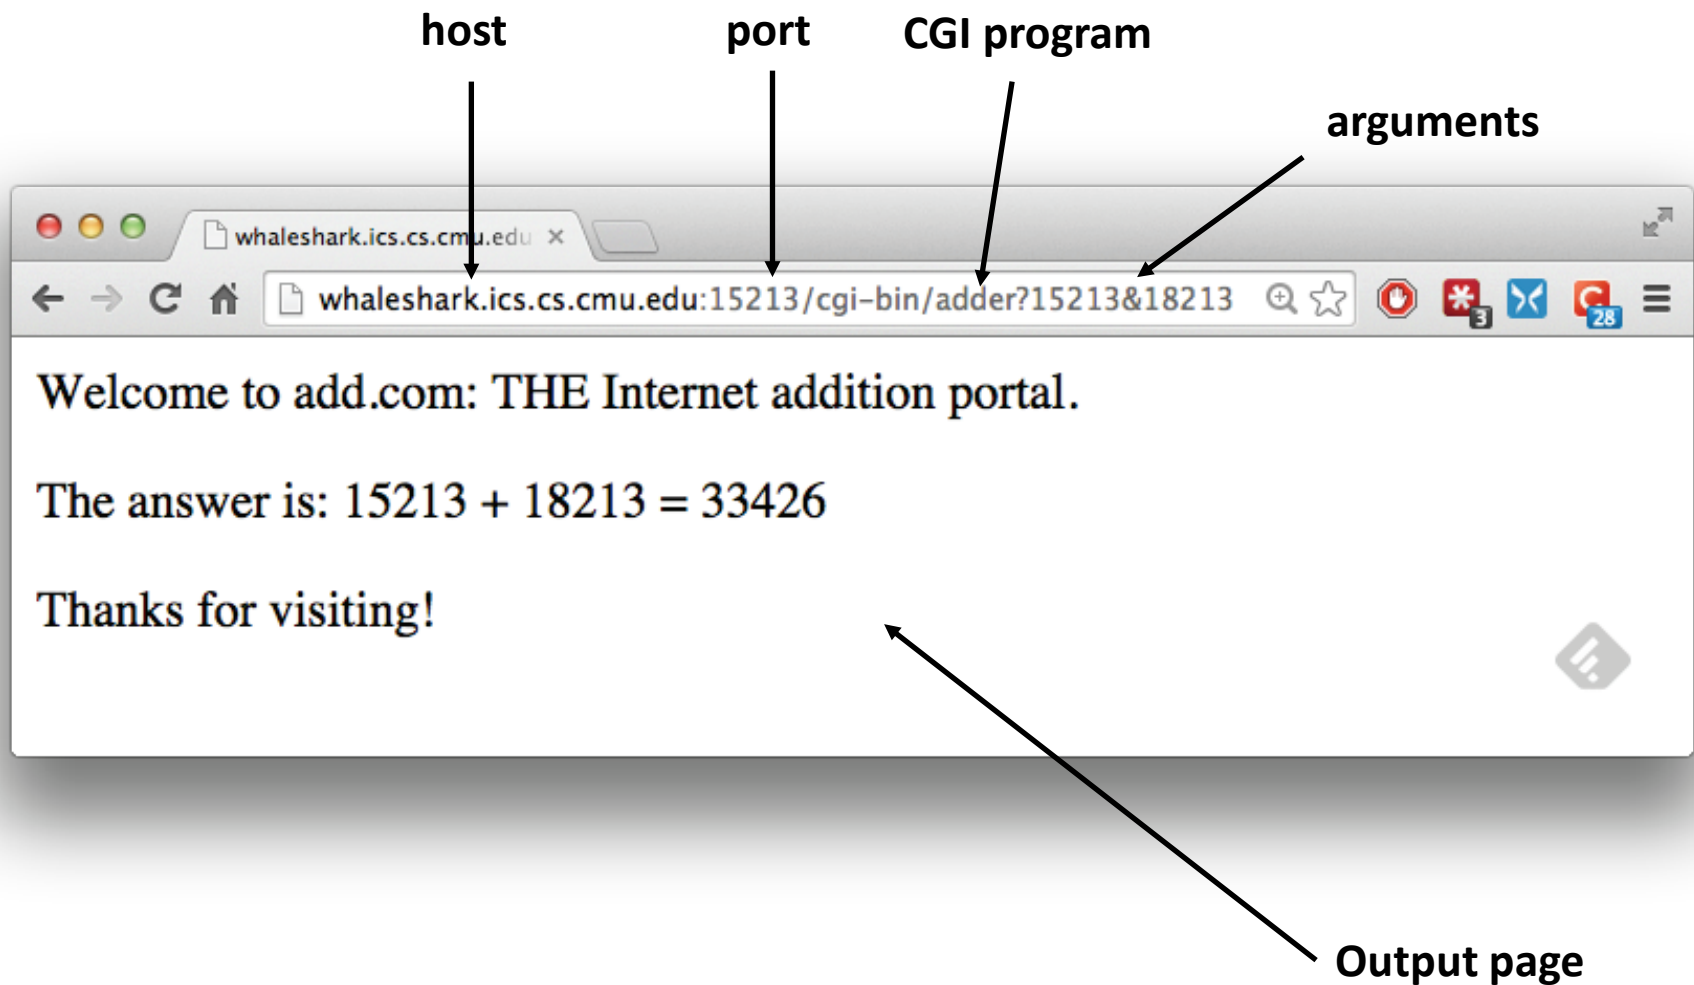 host
port
CGI program
arguments
whaleshark.ics.cs.cmu.edu
whaleshark.ics.cs.cmu.edu:15213/cgi-bin/adder?15213&18213
3
28
Welcome to add.com: THE Internet addition portal.
The answer is: 15213 + 18213 = 33426
Thanks for visiting!
Output page